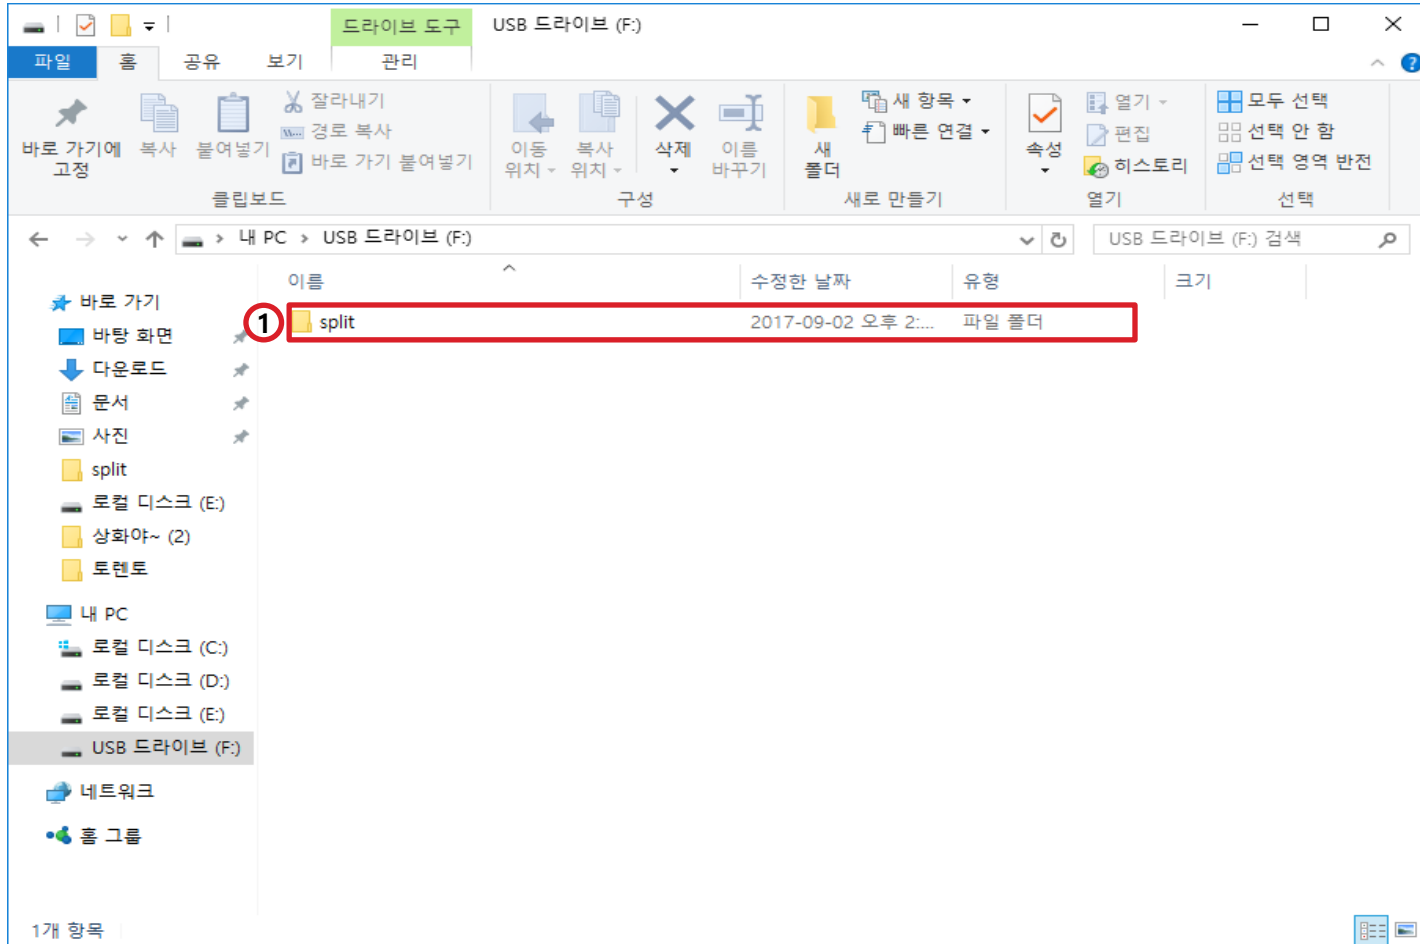 드라이브 도구 USB 드라이브 (F:)
파일 홈 공유 보기 관리
바로 가기에 고정
복사
붙여넣기
잘라내기
경로 복사
바로 가기 붙여넣기
클립보드
이동 위치
복사 위치
삭제
이름 바꾸기
구성
새 폴더
새 항목
빠른 연결
새로 만들기
속성
열기
편집
히스토리
열기
모두 선택
선택 안 함
선택 영역 반전
선택
내 PC > USB 드라이브 (F:)
USB 드라이브 (F:) 검색
이름 수정한 날짜 유형 크기
1 split 2017-09-02 오후 2:... 파일 폴더
바로 가기
바탕 화면
다운로드
문서
사진
split
로컬 디스크 (E:)
상화야~ (2)
토렌토
내 PC
로컬 디스크 (C:)
로컬 디스크 (D:)
로컬 디스크 (E:)
USB 드라이브 (F:)
네트워크
홈 그룹
1개 항목